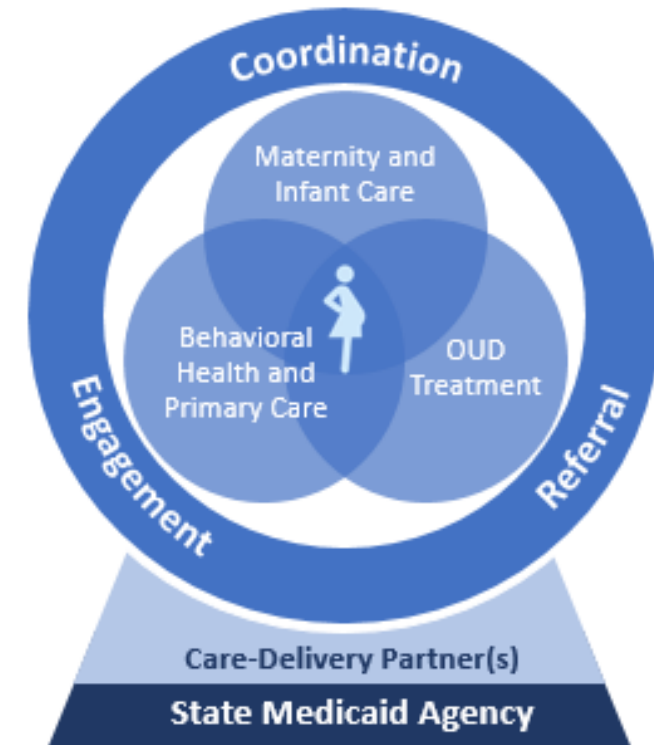 Coordination
Maternity and
Infant Care
Behavioral
Health and
Primary Care
OUD
Treatment
Engagement
Referral
Care-Delivery Partner(s)
State Medicaid Agency